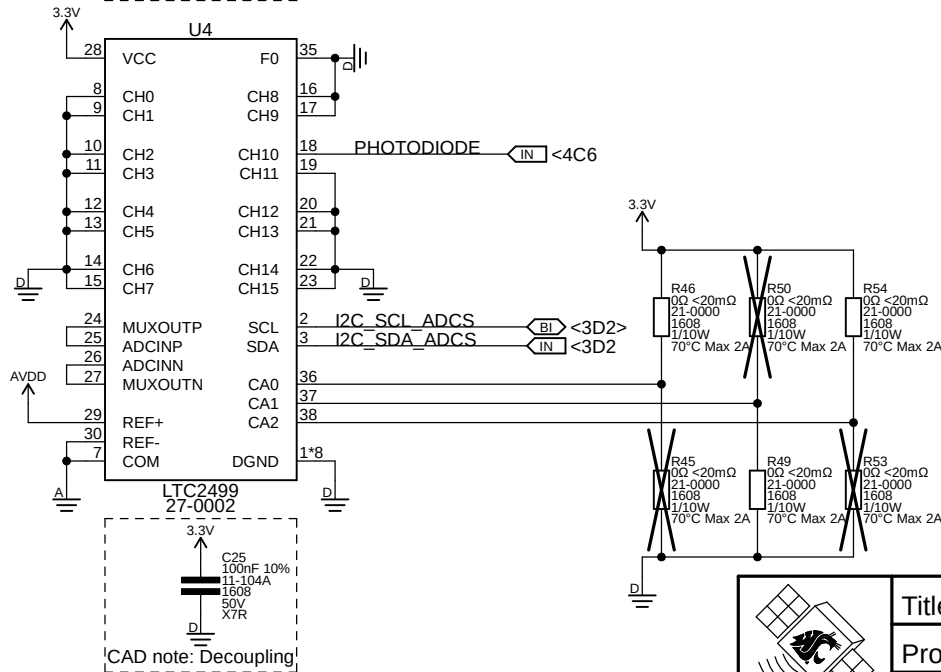 3.3V
U4
28 VCC F0 35
D
8 CH0 CH8 16
9 CH1 CH9 17
10 CH2 CH10 18 PHOTODIODE IN <4C6
11 CH3 CH11 19
12 CH4 CH12 20
13 CH5 CH13 21
14 CH6 CH14 22
15 CH7 CH15 23
D
D
24 MUXOUTP SCL 2 I2C_SCL_ADCS BI <3D2>
25 ADCINP SDA 3 I2C_SDA_ADCS IN <3D2
26 ADCINN
27 MUXOUTN CA0 36
CA1 37
AVDD
29 REF+ CA2 38
30 REF-
7 COM DGND 1*8
A
D
LTC2499
27-0002
3.3V
C25
100nF 10%
11-104A
1608
50V
X7R
D
CAD note: Decoupling
3.3V
R46
0Ω <20mΩ
21-0000
1608
1/10W
70°C Max 2A
R50
0Ω <20mΩ
21-0000
1608
1/10W
70°C Max 2A
R54
0Ω <20mΩ
21-0000
1608
1/10W
70°C Max 2A
R45
0Ω <20mΩ
21-0000
1608
1/10W
70°C Max 2A
R49
0Ω <20mΩ
21-0000
1608
1/10W
70°C Max 2A
R53
0Ω <20mΩ
21-0000
1608
1/10W
70°C Max 2A
D
Title
Pro